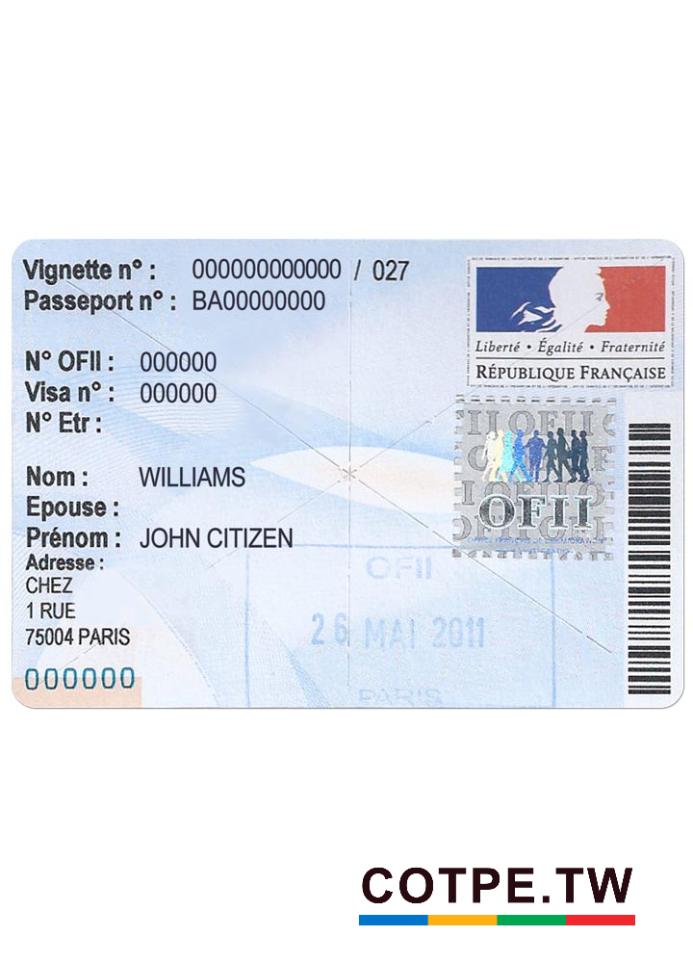 Vignette n° : 000000000000 / 027
Passeport n° : BA00000000
N° OFII : 000000
Visa n° : 000000
N° Etr :
Nom : WILLIAMS
Epouse :
Prénom : JOHN CITIZEN
Adresse :
CHEZ
1 RUE
75004 PARIS
000000
Liberté • Égalité • Fraternité
RÉPUBLIQUE FRANÇAISE
OFII
OFII
26 MAI 2011
PARIS
COTPE.TW